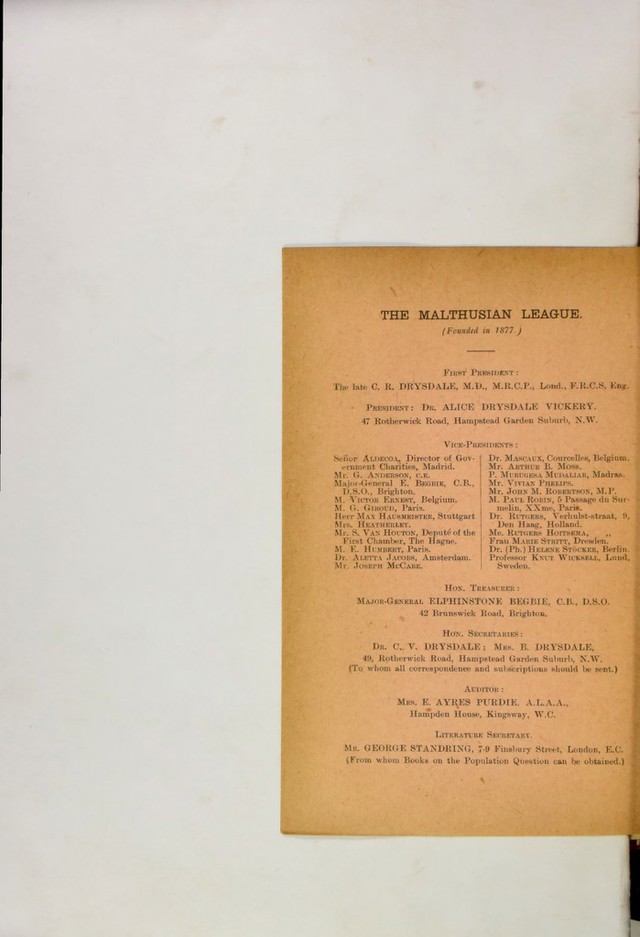 THE MALTHUSIAN LEAGUE.
(Founded in 1877.)
FIRST PRESIDENT:
The late C. R. DRYSDALE, M.D., M.R.C.P., Lond., F.R.C.S. Eng.
PRESIDENT: DR. ALICE DRYSDALE VICKERY.
47 Rotherwick Road, Hampstead Garden Suburb, N.W.
VICE-PRESIDENTS:
Señor ALDECOA, Director of Gov-
ernment Charities, Madrid.
Mr. G. ANDERSON, C.E.
Major-General E. BEGBIE, C.B.,
D.S.O., Brighton.
M. VICTOR ERNEST, Belgium.
M. G. GIROUD, Paris.
Herr MAX HAUSMEISTER, Stuttgart
Mrs. HEATHERLEY.
Mr. S. VAN HOUTON, Deputé of the
First Chamber, The Hague.
M. E. HUMBERT, Paris.
Dr. ALETTA JACOBS, Amsterdam.
Mr. JOSEPH MCCABE.
Dr. MASCAUX, Courcelles, Belgium.
Mr. ARTHUR B. MOSS.
P. MURUGESA MUDALIAR, Madras.
Mr. VIVIAN PHELIPS.
Mr. JOHN M. ROBERTSON, M.P.
M. PAUL ROBIN, 5 Passage du Sur-
melin, XXme, Paris.
Dr. RUTGERS, Verhulst-straat, 9,
Den Haag, Holland.
Me. RUTGERS HOITSEMA, ,,
Frau MARIE STRITT, Dresden.
Dr. (Ph.) HELENE STÖCKER, Berlin.
Professor KNUT WICKSELL, Lund,
Sweden.
HON. TREASURER:
MAJOR-GENERAL ELPHINSTONE BEGBIE, C.B., D.S.O.
42 Brunswick Road, Brighton.
HON. SECRETARIES:
DR. C. V. DRYSDALE; MRS. B. DRYSDALE,
49, Rotherwick Road, Hampstead Garden Suburb, N.W.
(To whom all correspondence and subscriptions should be sent.)
AUDITOR:
MRS. E. AYRES PURDIE, A.L.A.A.,
Hampden House, Kingsway, W.C.
LITERATURE SECRETARY.
MR. GEORGE STANDRING, 7-9 Finsbury Street, London, E.C.
(From whom Books on the Population Question can be obtained.)